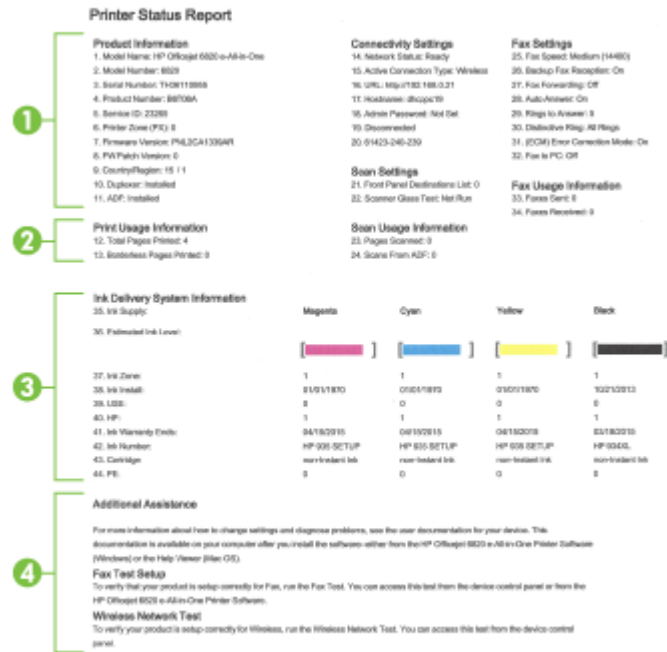 Printer Status Report
1
Product Information
1. Model Name: HP Officejet 6820 e-All-in-One
2. Model Number: 6820
3. Serial Number:
4. Product Number: B6T06A
5. Service ID: 23265
6. Printer Zone (PS): 0
7. Firmware Version:
8. FW Patch Version: 0
9. Country/Region: 15 / 1
10. Duplexer: Installed
11. ADF: Installed
Connectivity Settings
14. Network Status: Ready
15. Active Connection Type: Wireless
16. URL: http://192.168.0.21
17. Hostname:
18. Admin Password: Not Set
19. Disconnected
20. 61423-240-239
Scan Settings
21. Front Panel Destinations List: 0
22. Scanner Glass Test: Not Run
Fax Settings
25. Fax Speed: Medium (14400)
26. Backup Fax Reception: On
27. Fax Forwarding: Off
28. Auto Answer: On
29. Rings to Answer: 5
30. Distinctive Ring: All Rings
31. (ECM) Error Correction Mode: On
32. Fax to PC: Off
Fax Usage Information
33. Faxes Sent: 0
34. Faxes Received: 0
2
Print Usage Information
12. Total Pages Printed: 4
13. Borderless Pages Printed: 0
Scan Usage Information
23. Pages Scanned: 0
24. Scans From ADF: 0
3
Ink Delivery System Information
35. Ink Supply: Magenta Cyan Yellow Black
36. Estimated Ink Level:
37. Ink Zone: 1 1 1 1
38. Ink Install: 01/01/1970 01/01/1970 01/01/1970 10/21/2013
39. USB: 0 0 0 0
40. HP: 1 1 1 1
41. Ink Warranty Ends: 04/18/2015 04/18/2015 04/18/2015 03/18/2015
42. Ink Number: HP 935 SETUP HP 935 SETUP HP 935 SETUP HP 934XL
43. Cartridge: non-Instant Ink non-Instant Ink non-Instant Ink non-Instant Ink
44. PS: 0 0 0 0
4
Additional Assistance
For more information about how to change settings and diagnose problems, see the user documentation for your device. This
documentation is available on your computer after you install the software-either from the HP Officejet 6820 e-All-in-One Printer Software
(Windows) or the Help Viewer (Mac OS).
Fax Test Setup
To verify that your product is setup correctly for Fax, run the Fax Test. You can access this test from the device control panel or from the
HP Officejet 6820 e-All-in-One Printer Software.
Wireless Network Test
To verify your product is setup correctly for Wireless, run the Wireless Network Test. You can access this test from the device control
panel.